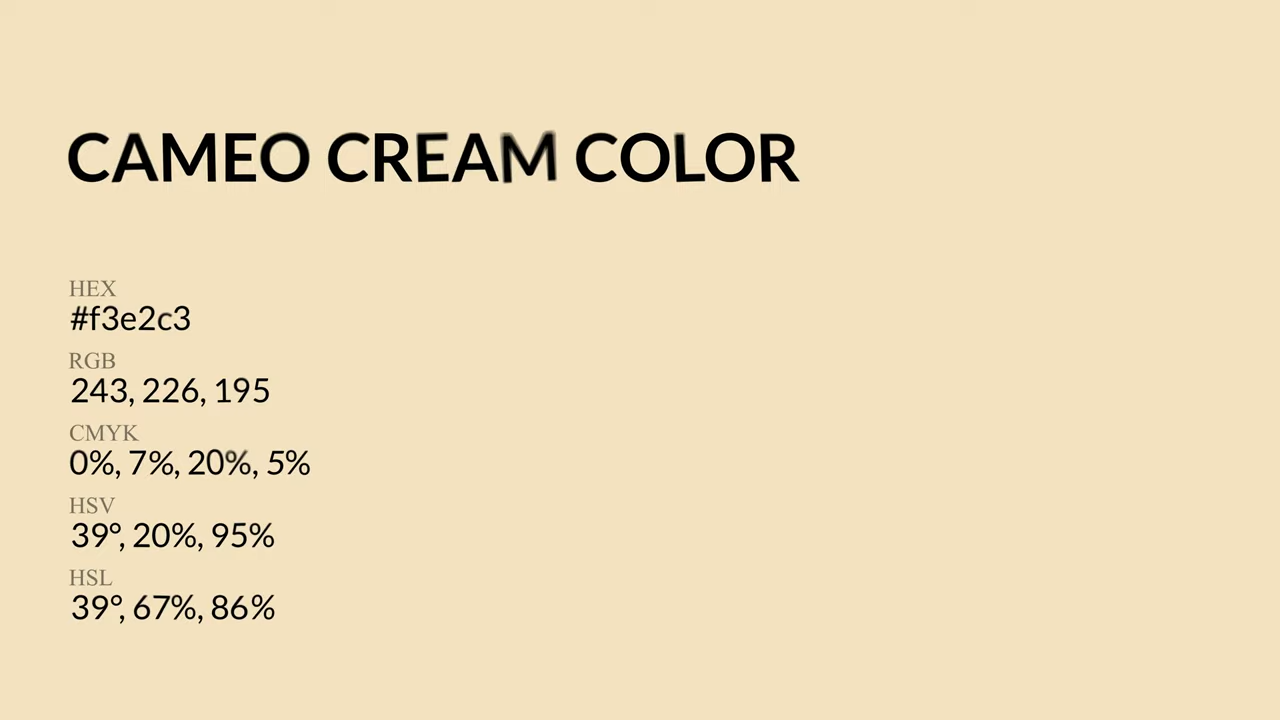 CAMEO CREAM COLOR
HEX
#f3e2c3
RGB
243, 226, 195
CMYK
0%, 7%, 20%, 5%
HSV
39°, 20%, 95%
HSL
39°, 67%, 86%